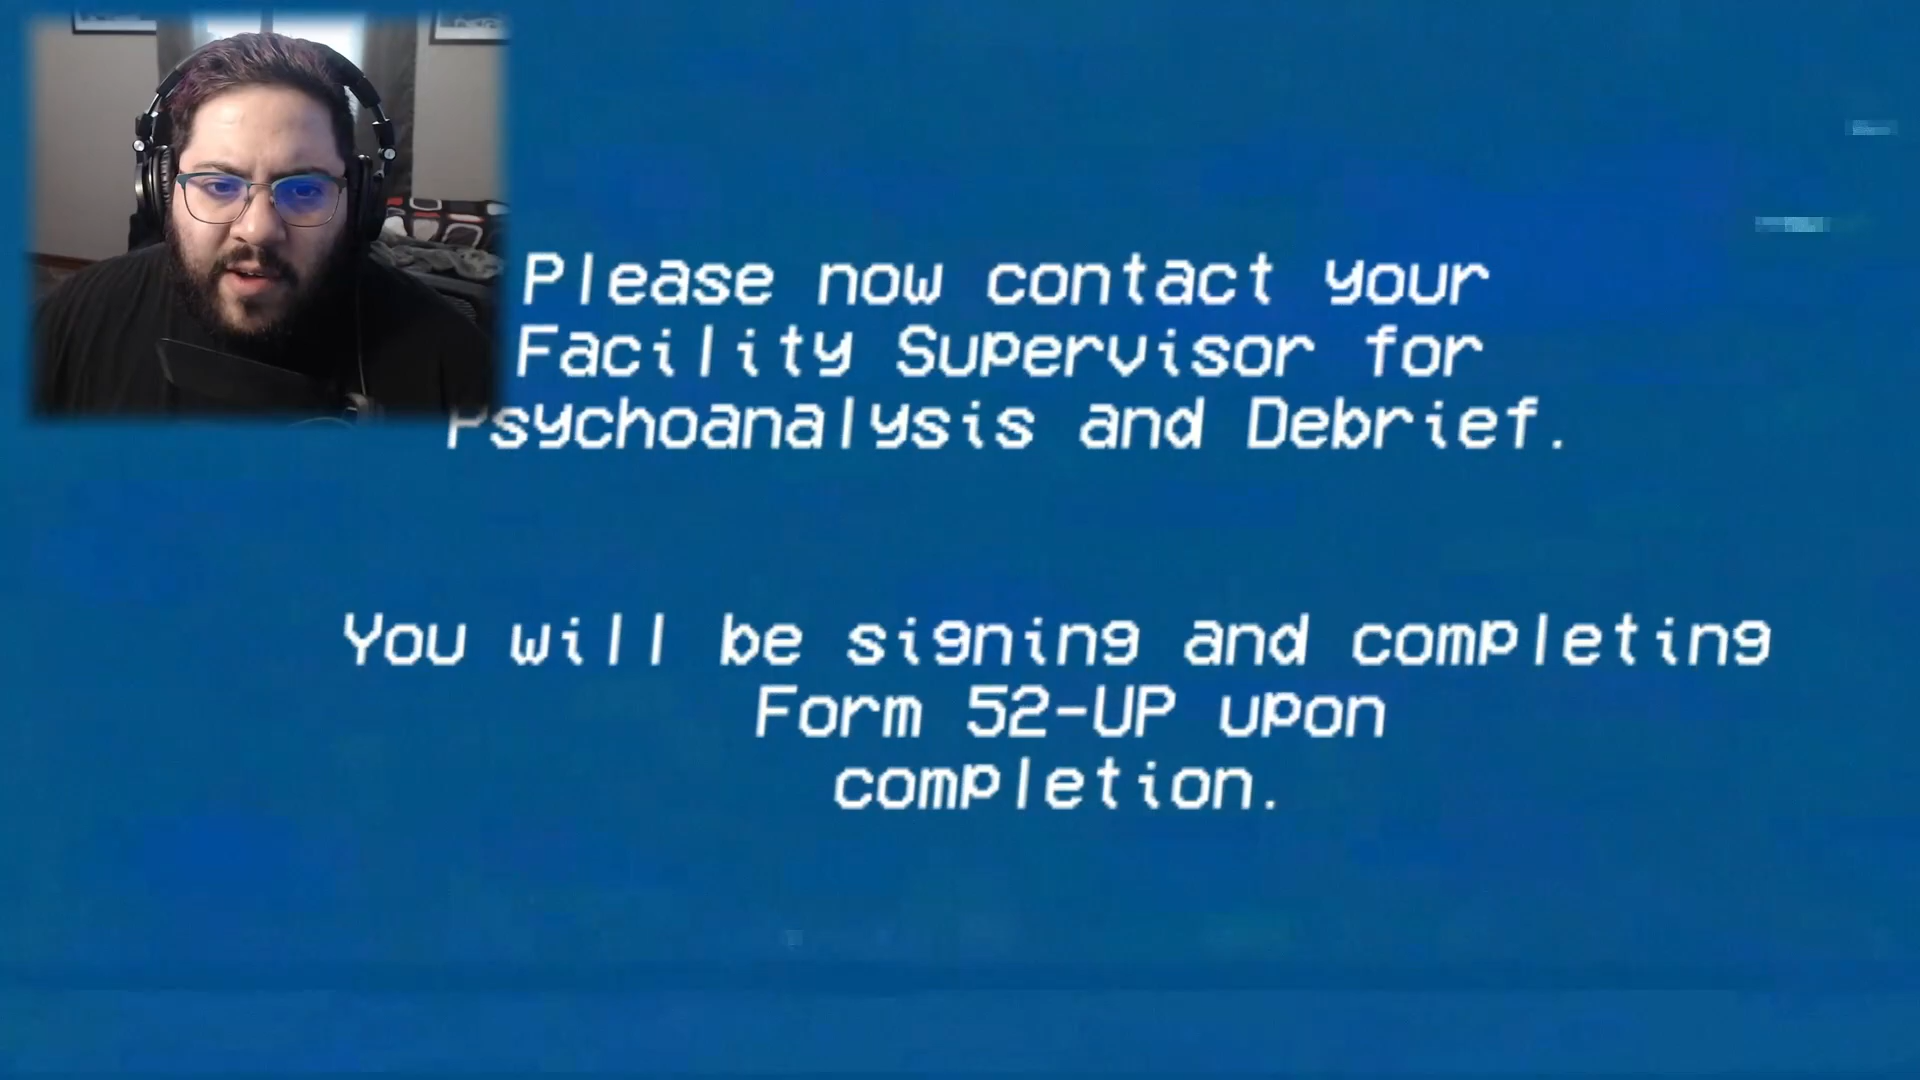 Please now contact your
Facility Supervisor for
Psychoanalysis and Debrief.
You will be signing and completing
Form 52-UP upon
completion.